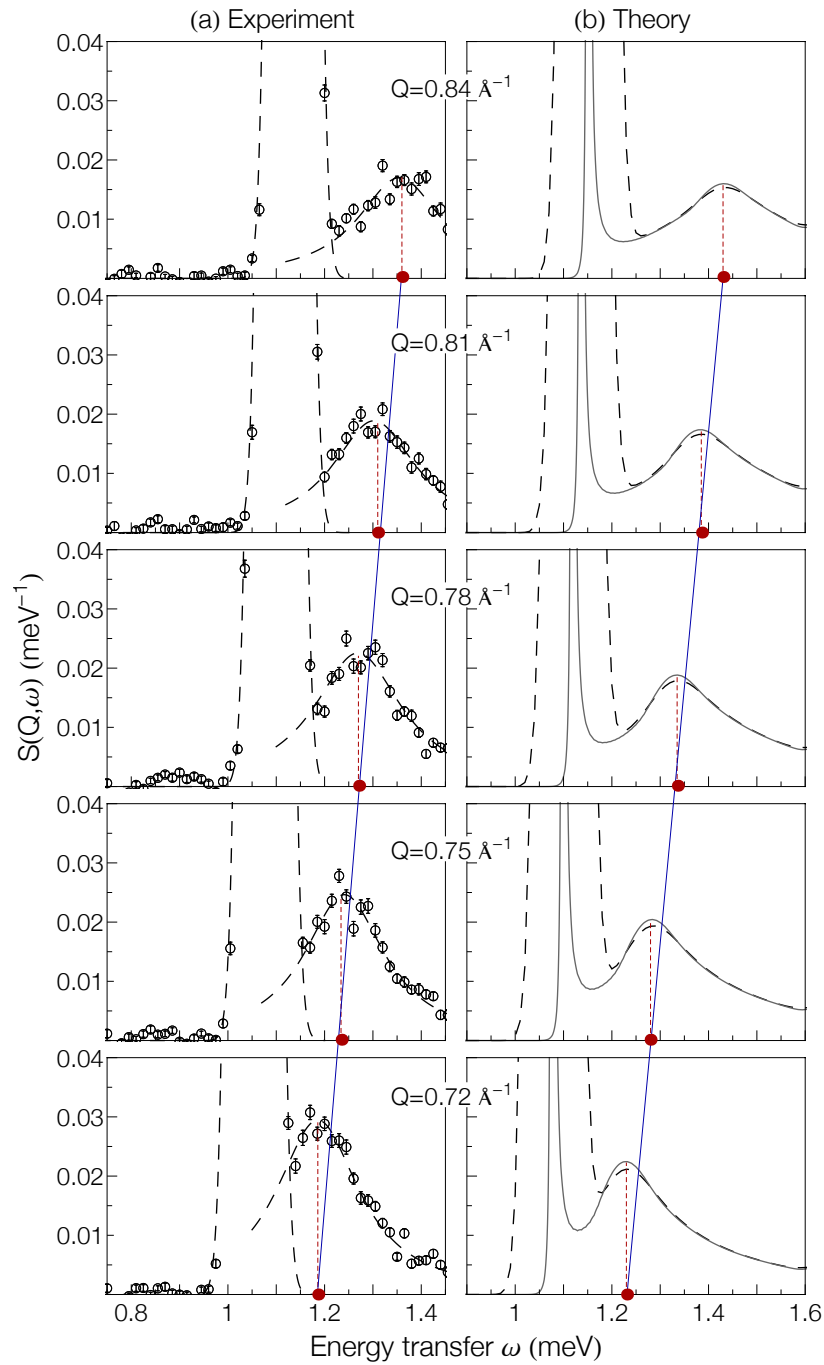 (a) Experiment (b) Theory
0.04
0.03
0.02
0.01
Q=0.84 Å⁻¹
0.04
0.03
0.02
0.01
Q=0.81 Å⁻¹
0.04
0.03
0.02
0.01
Q=0.78 Å⁻¹
0.04
0.03
0.02
0.01
Q=0.75 Å⁻¹
0.04
0.03
0.02
0.01
Q=0.72 Å⁻¹
S(Q,ω) (meV⁻¹)
0.8 1 1.2 1.4 1 1.2 1.4 1.6
Energy transfer ω (meV)